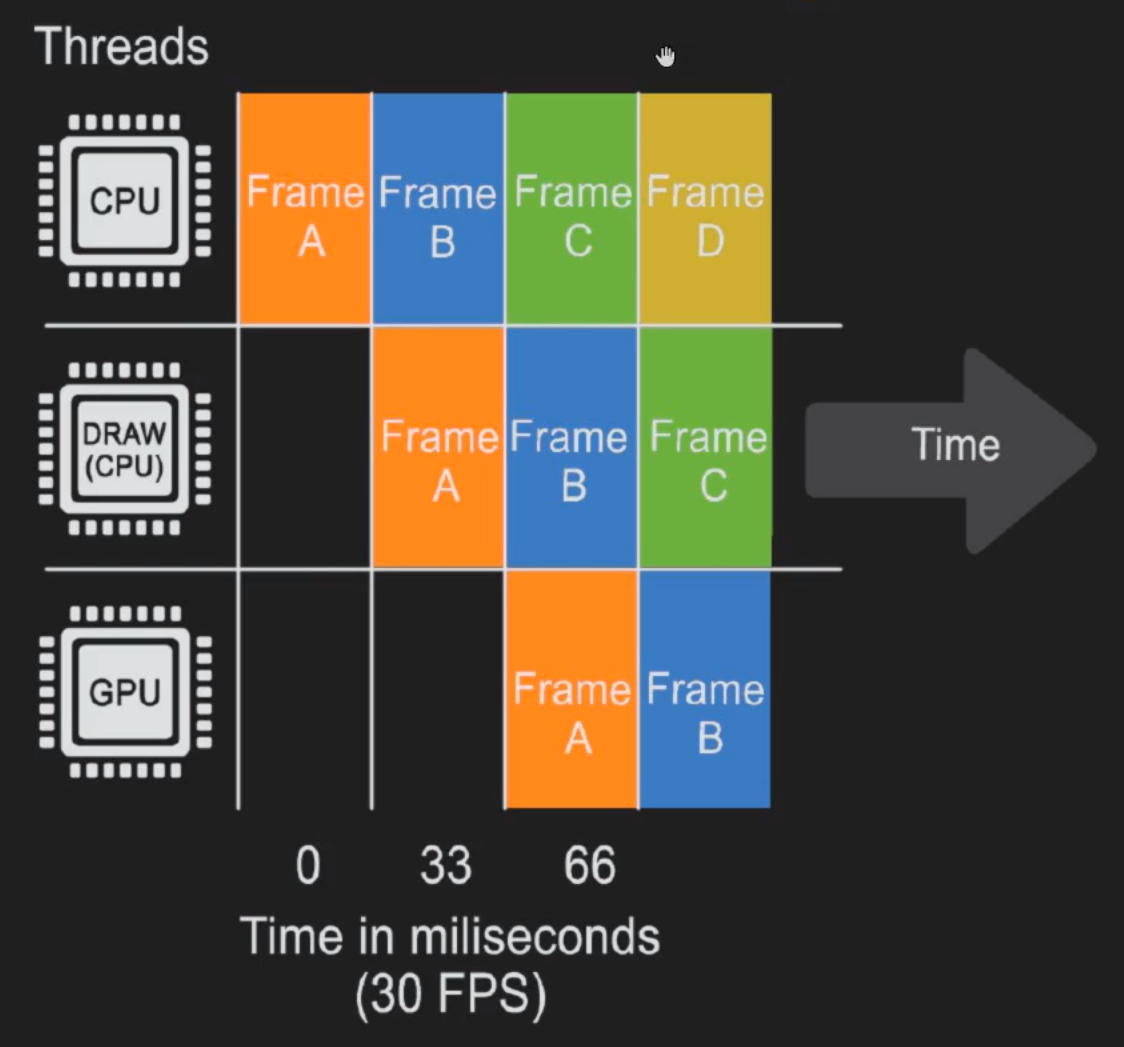 Threads
CPU
Frame
A
Frame
B
Frame
C
Frame
D
DRAW
(CPU)
Frame
A
Frame
B
Frame
C
Time
GPU
Frame
A
Frame
B
0 33 66
Time in miliseconds
(30 FPS)